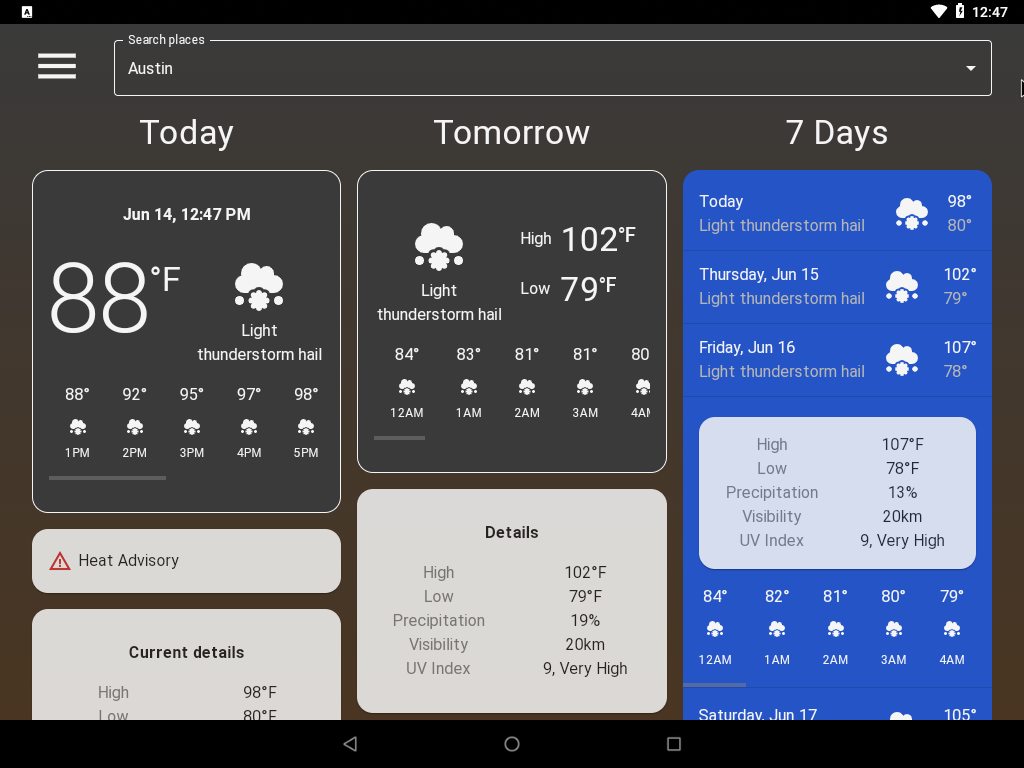 12:47
Search places
Austin
Today
Jun 14, 12:47 PM
88°F
Light
thunderstorm hail
88° 92° 95° 97° 98°
1PM 2PM 3PM 4PM 5PM
Heat Advisory
Current details
High 98°F
Low 80°F
Tomorrow
Light
thunderstorm hail
High 102°F
Low 79°F
84° 83° 81° 81° 80
12AM 1AM 2AM 3AM 4AM
Details
High 102°F
Low 79°F
Precipitation 19%
Visibility 20km
UV Index 9, Very High
7 Days
Today 98°
Light thunderstorm hail 80°
Thursday, Jun 15 102°
Light thunderstorm hail 79°
Friday, Jun 16 107°
Light thunderstorm hail 78°
High 107°F
Low 78°F
Precipitation 13%
Visibility 20km
UV Index 9, Very High
84° 82° 81° 80° 79°
12AM 1AM 2AM 3AM 4AM
Saturday, Jun 17 105°